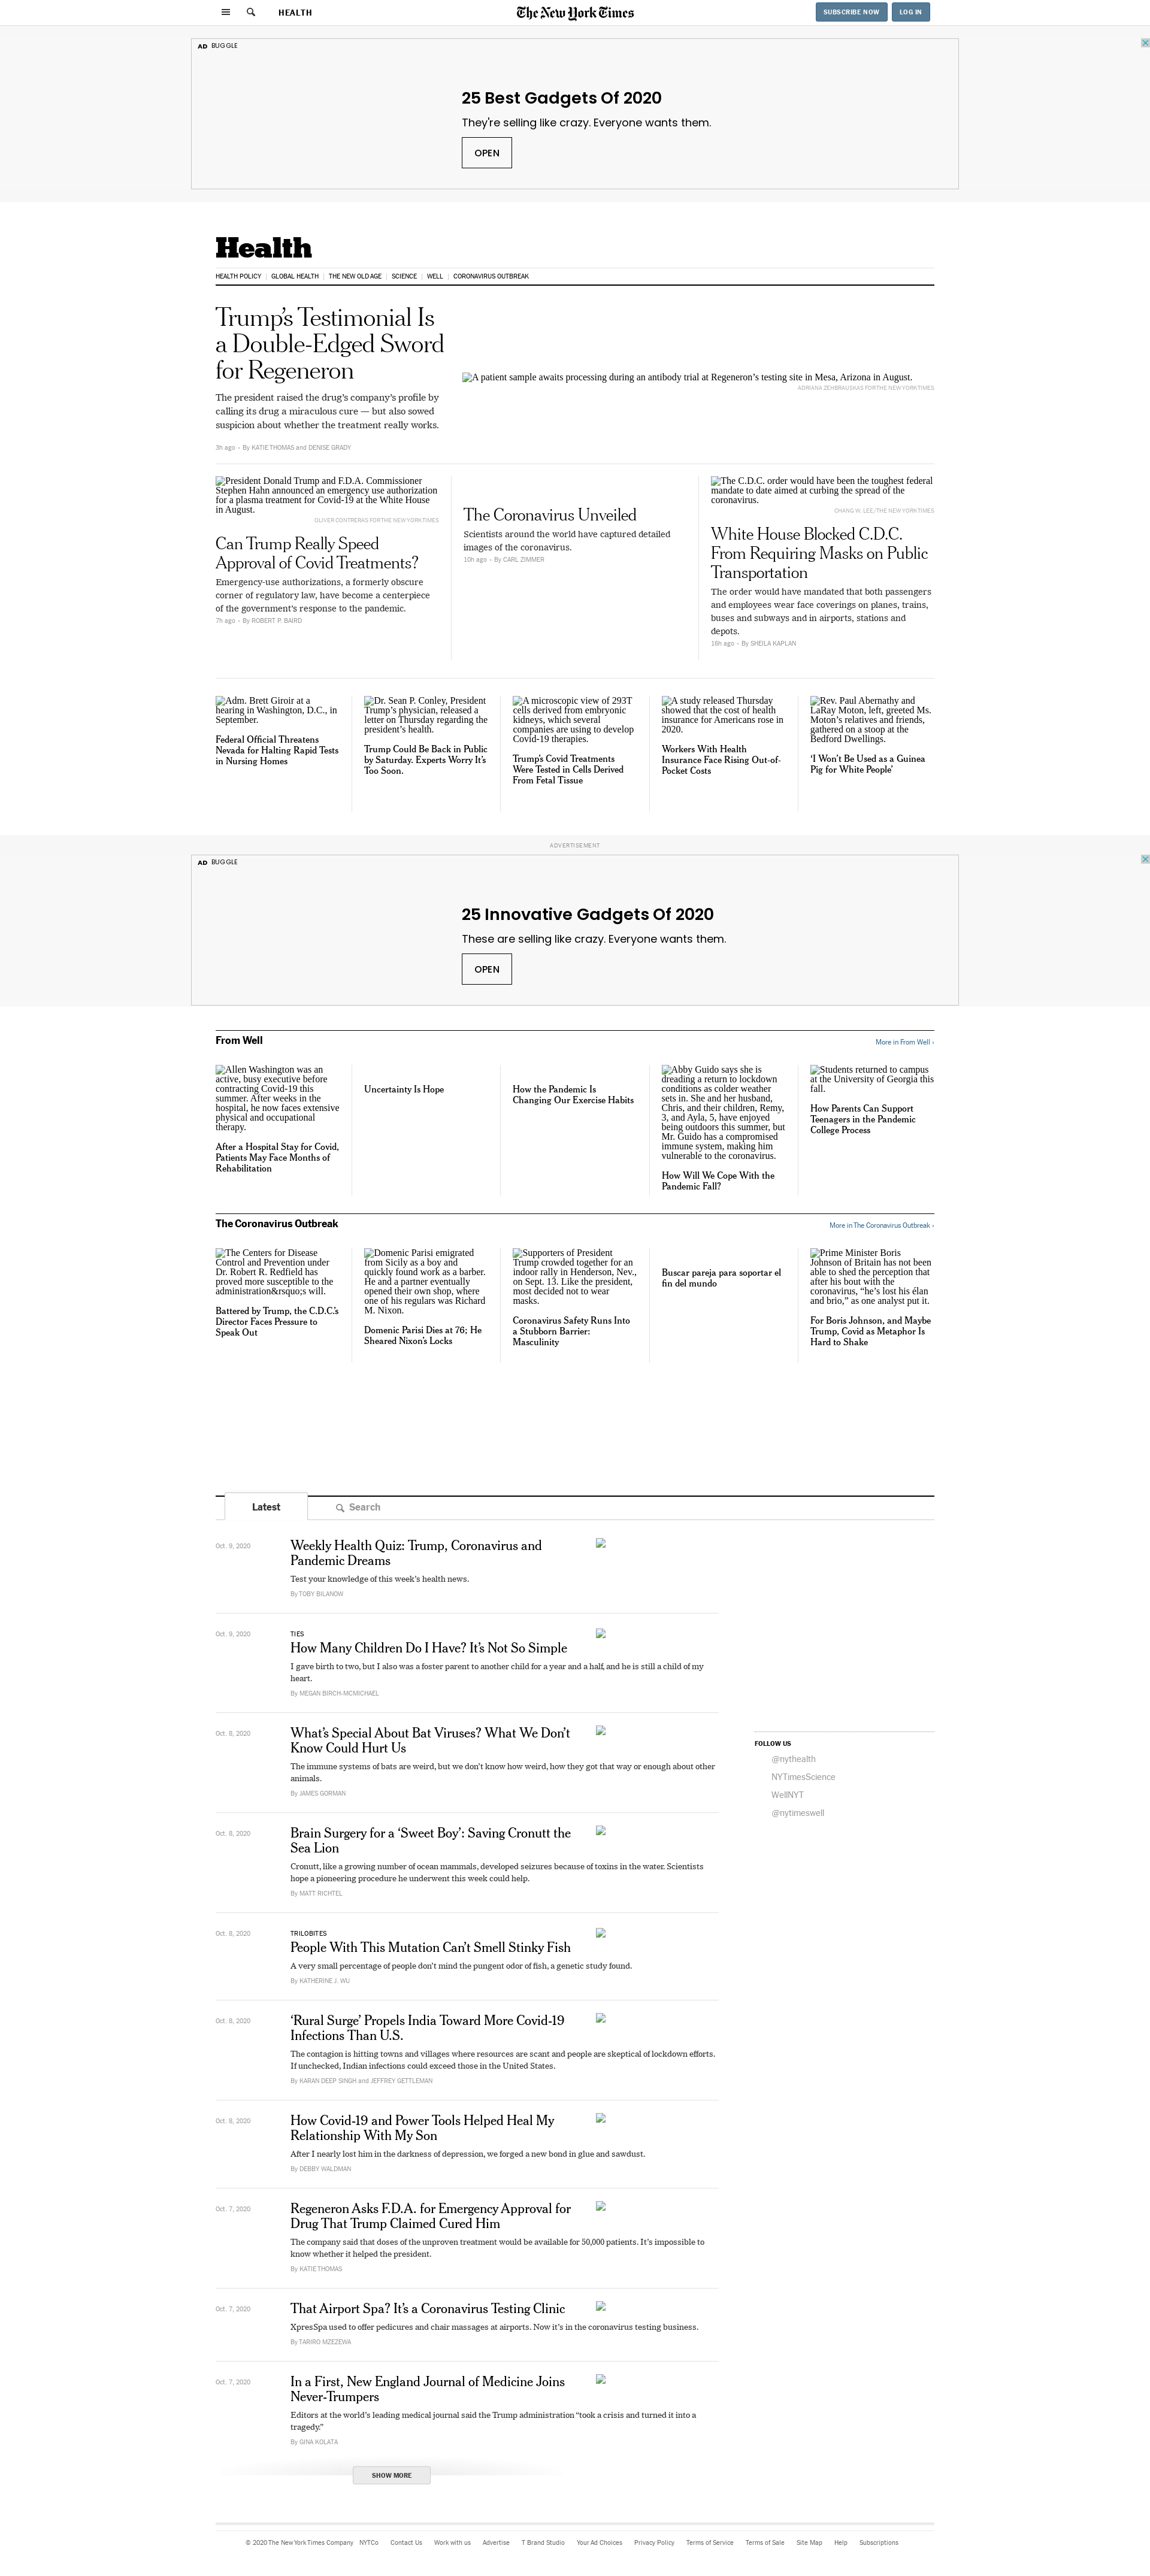 HEALTH
The New York Times
SUBSCRIBE NOW
LOG IN
AD BUGGLE
25 Best Gadgets Of 2020
They're selling like crazy. Everyone wants them.
OPEN
Health
HEALTH POLICY
GLOBAL HEALTH
THE NEW OLD AGE
SCIENCE
WELL
CORONAVIRUS OUTBREAK
Trump’s Testimonial Is
a Double-Edged Sword
for Regeneron
The president raised the drug’s company’s profile by
calling its drug a miraculous cure — but also sowed
suspicion about whether the treatment really works.
3h ago - By KATIE THOMAS and DENISE GRADY
A patient sample awaits processing during an antibody trial at Regeneron’s testing site in Mesa, Arizona in August.
ADRIANA ZEHBRAUSKAS FOR THE NEW YORK TIMES
President Donald Trump and F.D.A. Commissioner
Stephen Hahn announced an emergency use authorization
for a plasma treatment for Covid-19 at the White House
in August.
OLIVER CONTRERAS FOR THE NEW YORK TIMES
Can Trump Really Speed
Approval of Covid Treatments?
Emergency-use authorizations, a formerly obscure
corner of regulatory law, have become a centerpiece
of the government’s response to the pandemic.
7h ago - By ROBERT P. BAIRD
The Coronavirus Unveiled
Scientists around the world have captured detailed
images of the coronavirus.
10h ago - By CARL ZIMMER
The C.D.C. order would have been the toughest federal
mandate to date aimed at curbing the spread of the
coronavirus.
CHANG W. LEE/THE NEW YORK TIMES
White House Blocked C.D.C.
From Requiring Masks on Public
Transportation
The order would have mandated that both passengers
and employees wear face coverings on planes, trains,
buses and subways and in airports, stations and
depots.
16h ago - By SHEILA KAPLAN
Adm. Brett Giroir at a
hearing in Washington, D.C., in
September.
Federal Official Threatens
Nevada for Halting Rapid Tests
in Nursing Homes
Dr. Sean P. Conley, President
Trump’s physician, released a
letter on Thursday regarding the
president’s health.
Trump Could Be Back in Public
by Saturday. Experts Worry It’s
Too Soon.
A microscopic view of 293T
cells derived from embryonic
kidneys, which several
companies are using to develop
Covid-19 therapies.
Trump’s Covid Treatments
Were Tested in Cells Derived
From Fetal Tissue
A study released Thursday
showed that the cost of health
insurance for Americans rose in
2020.
Workers With Health
Insurance Face Rising Out-of-
Pocket Costs
Rev. Paul Abernathy and
LaRay Moton, left, greeted Ms.
Moton’s relatives and friends,
gathered on a stoop at the
Bedford Dwellings.
‘I Won’t Be Used as a Guinea
Pig for White People’
ADVERTISEMENT
AD BUGGLE
25 Innovative Gadgets Of 2020
These are selling like crazy. Everyone wants them.
OPEN
From Well
More in From Well ›
Allen Washington was an
active, busy executive before
contracting Covid-19 this
summer. After weeks in the
hospital, he now faces extensive
physical and occupational
therapy.
After a Hospital Stay for Covid,
Patients May Face Months of
Rehabilitation
Uncertainty Is Hope
How the Pandemic Is
Changing Our Exercise Habits
Abby Guido says she is
dreading a return to lockdown
conditions as colder weather
sets in. She and her husband,
Chris, and their children, Remy,
3, and Ayla, 5, have enjoyed
being outdoors this summer, but
Mr. Guido has a compromised
immune system, making him
vulnerable to the coronavirus.
How Will We Cope With the
Pandemic Fall?
Students returned to campus
at the University of Georgia this
fall.
How Parents Can Support
Teenagers in the Pandemic
College Process
The Coronavirus Outbreak
More in The Coronavirus Outbreak ›
The Centers for Disease
Control and Prevention under
Dr. Robert R. Redfield has
proved more susceptible to the
administration&rsquo;s will.
Battered by Trump, the C.D.C.’s
Director Faces Pressure to
Speak Out
Domenic Parisi emigrated
from Sicily as a boy and
quickly found work as a barber.
He and a partner eventually
opened their own shop, where
one of his regulars was Richard
M. Nixon.
Domenic Parisi Dies at 76; He
Sheared Nixon’s Locks
Supporters of President
Trump crowded together for an
indoor rally in Henderson, Nev.,
on Sept. 13. Like the president,
most decided not to wear
masks.
Coronavirus Safety Runs Into
a Stubborn Barrier:
Masculinity
Buscar pareja para soportar el
fin del mundo
Prime Minister Boris
Johnson of Britain has not been
able to shed the perception that
after his bout with the
coronavirus, “he’s lost his élan
and brio,” as one analyst put it.
For Boris Johnson, and Maybe
Trump, Covid as Metaphor Is
Hard to Shake
Latest
Search
Oct. 9, 2020
Weekly Health Quiz: Trump, Coronavirus and
Pandemic Dreams
Test your knowledge of this week’s health news.
By TOBY BILANOW
Oct. 9, 2020
TIES
How Many Children Do I Have? It’s Not So Simple
I gave birth to two, but I also was a foster parent to another child for a year and a half, and he is still a child of my
heart.
By MEGAN BIRCH-MCMICHAEL
Oct. 8, 2020
What’s Special About Bat Viruses? What We Don’t
Know Could Hurt Us
The immune systems of bats are weird, but we don’t know how weird, how they got that way or enough about other
animals.
By JAMES GORMAN
Oct. 8, 2020
Brain Surgery for a ‘Sweet Boy’: Saving Cronutt the
Sea Lion
Cronutt, like a growing number of ocean mammals, developed seizures because of toxins in the water. Scientists
hope a pioneering procedure he underwent this week could help.
By MATT RICHTEL
Oct. 8, 2020
TRILOBITES
People With This Mutation Can’t Smell Stinky Fish
A very small percentage of people don’t mind the pungent odor of fish, a genetic study found.
By KATHERINE J. WU
Oct. 8, 2020
‘Rural Surge’ Propels India Toward More Covid-19
Infections Than U.S.
The contagion is hitting towns and villages where resources are scant and people are skeptical of lockdown efforts.
If unchecked, Indian infections could exceed those in the United States.
By KARAN DEEP SINGH and JEFFREY GETTLEMAN
Oct. 8, 2020
How Covid-19 and Power Tools Helped Heal My
Relationship With My Son
After I nearly lost him in the darkness of depression, we forged a new bond in glue and sawdust.
By DEBBY WALDMAN
Oct. 7, 2020
Regeneron Asks F.D.A. for Emergency Approval for
Drug That Trump Claimed Cured Him
The company said that doses of the unproven treatment would be available for 50,000 patients. It’s impossible to
know whether it helped the president.
By KATIE THOMAS
Oct. 7, 2020
That Airport Spa? It’s a Coronavirus Testing Clinic
XpresSpa used to offer pedicures and chair massages at airports. Now it’s in the coronavirus testing business.
By TARIRO MZEZEWA
Oct. 7, 2020
In a First, New England Journal of Medicine Joins
Never-Trumpers
Editors at the world’s leading medical journal said the Trump administration “took a crisis and turned it into a
tragedy.”
By GINA KOLATA
SHOW MORE
FOLLOW US
@nythealth
NYTimesScience
WellNYT
@nytimeswell
© 2020 The New York Times Company
NYTCo
Contact Us
Work with us
Advertise
T Brand Studio
Your Ad Choices
Privacy Policy
Terms of Service
Terms of Sale
Site Map
Help
Subscriptions